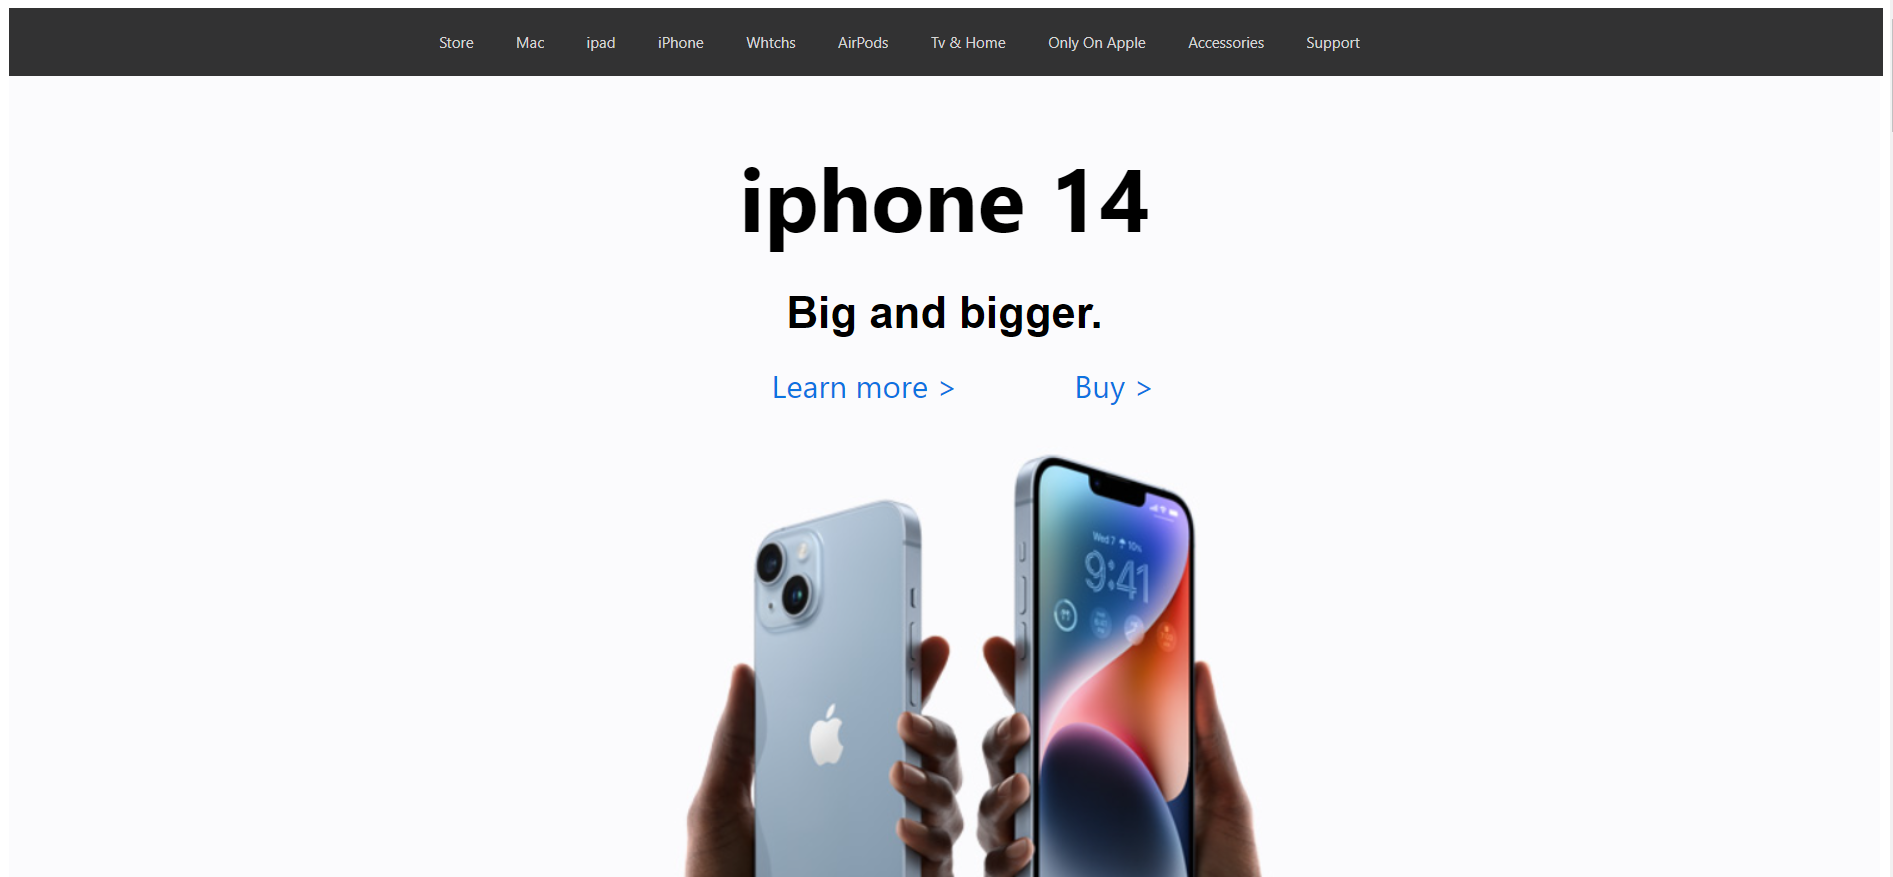 Store Mac ipad iPhone Whtchs AirPods Tv & Home Only On Apple Accessories Support
iphone 14
Big and bigger.
Learn more > Buy >
Wed 7 10%
9:41